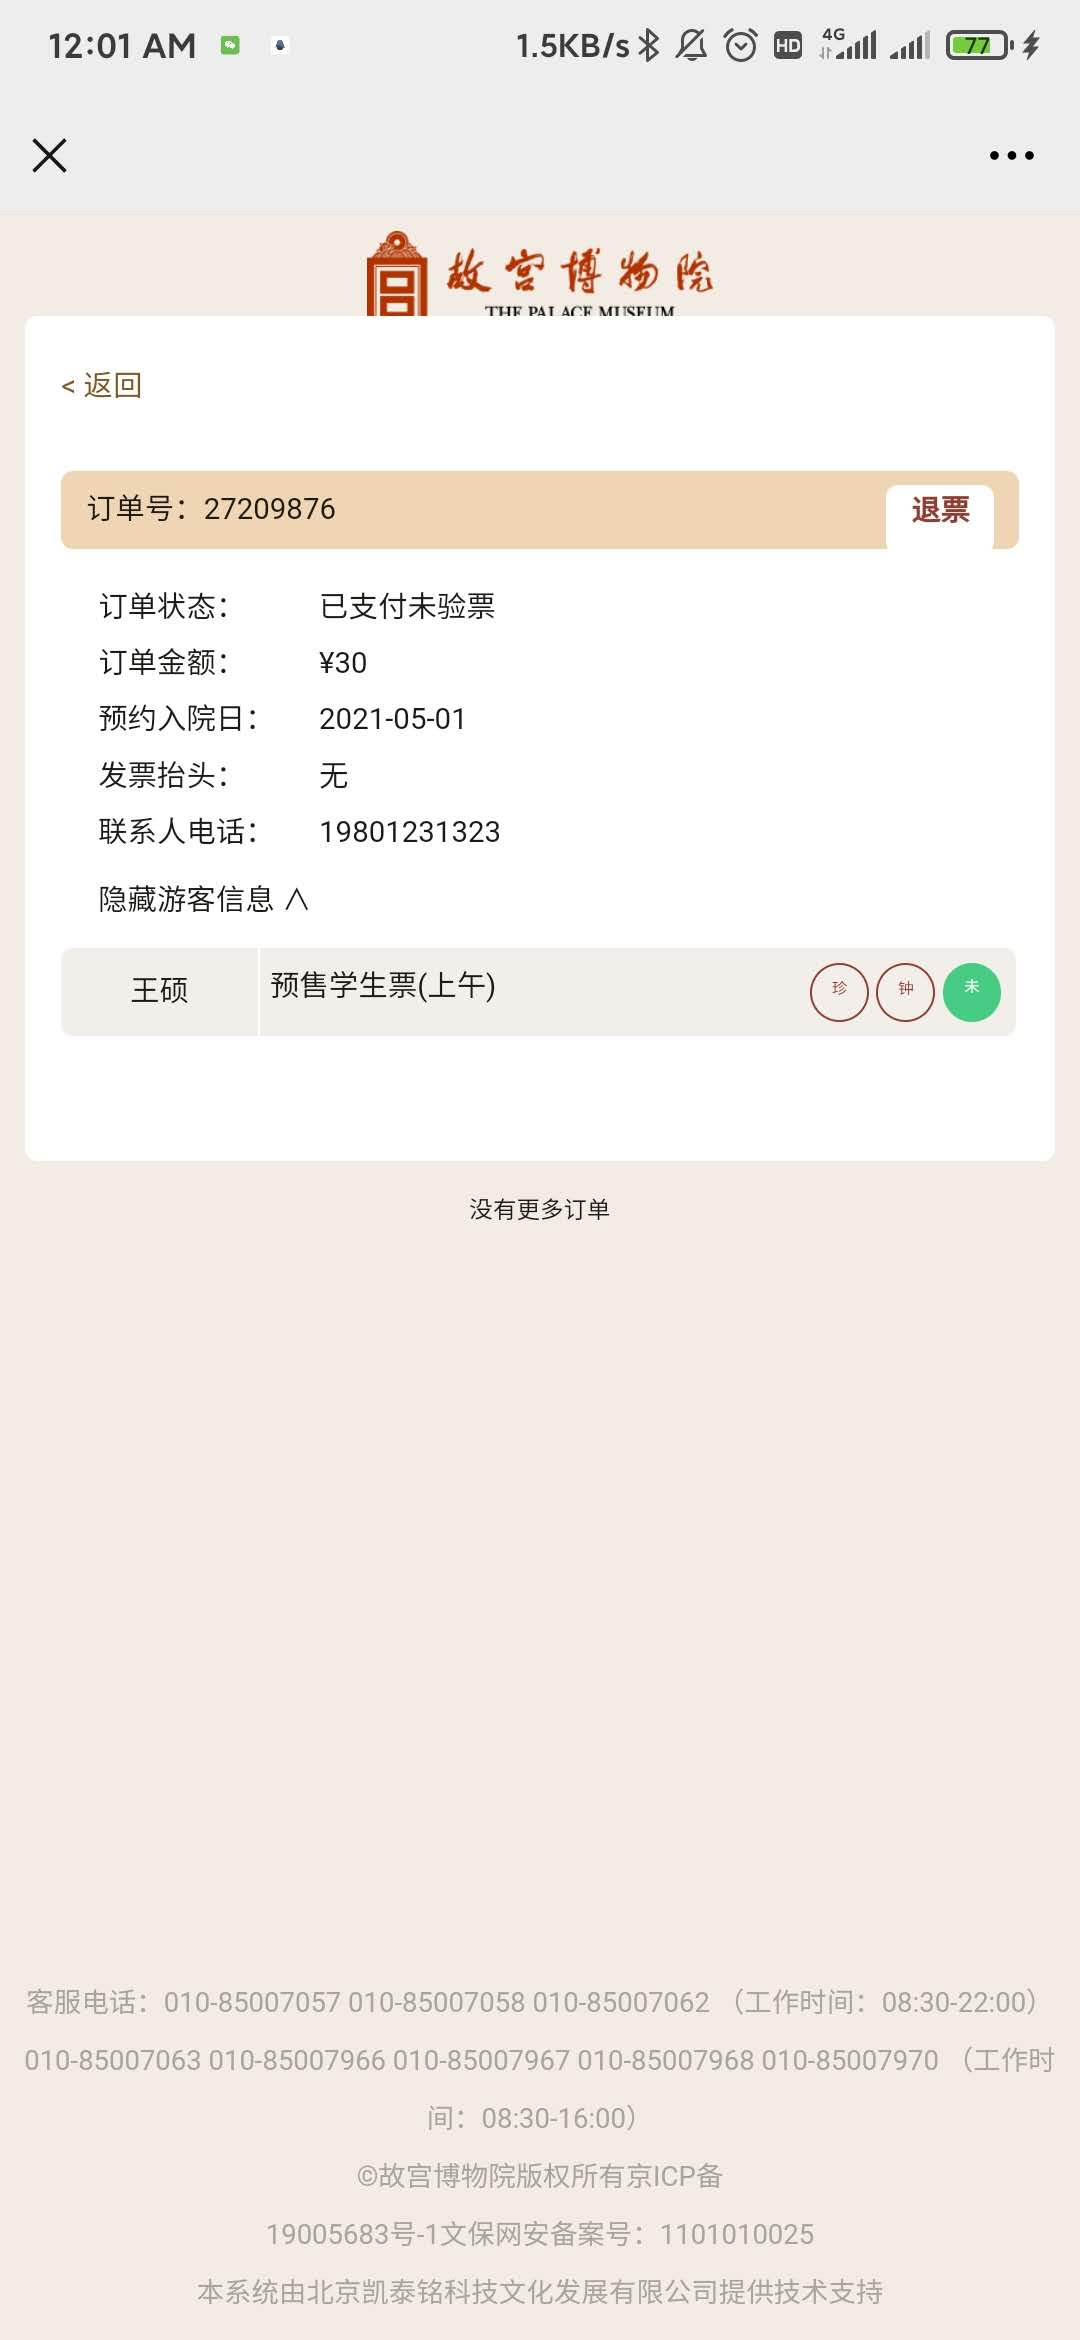 12:01 AM 1.5KB/s HD 4G 77
故宫博物院
THE PALACE MUSEUM
< 返回
订单号：27209876 退票
订单状态： 已支付未验票
订单金额： ¥30
预约入院日： 2021-05-01
发票抬头： 无
联系人电话： 19801231323
隐藏游客信息 ∧
王硕 预售学生票(上午) 珍 钟 未
没有更多订单
客服电话：010-85007057 010-85007058 010-85007062 （工作时间：08:30-22:00）
010-85007063 010-85007966 010-85007967 010-85007968 010-85007970 （工作时
间：08:30-16:00）
©故宫博物院版权所有京ICP备
19005683号-1文保网安备案号：1101010025
本系统由北京凯泰铭科技文化发展有限公司提供技术支持